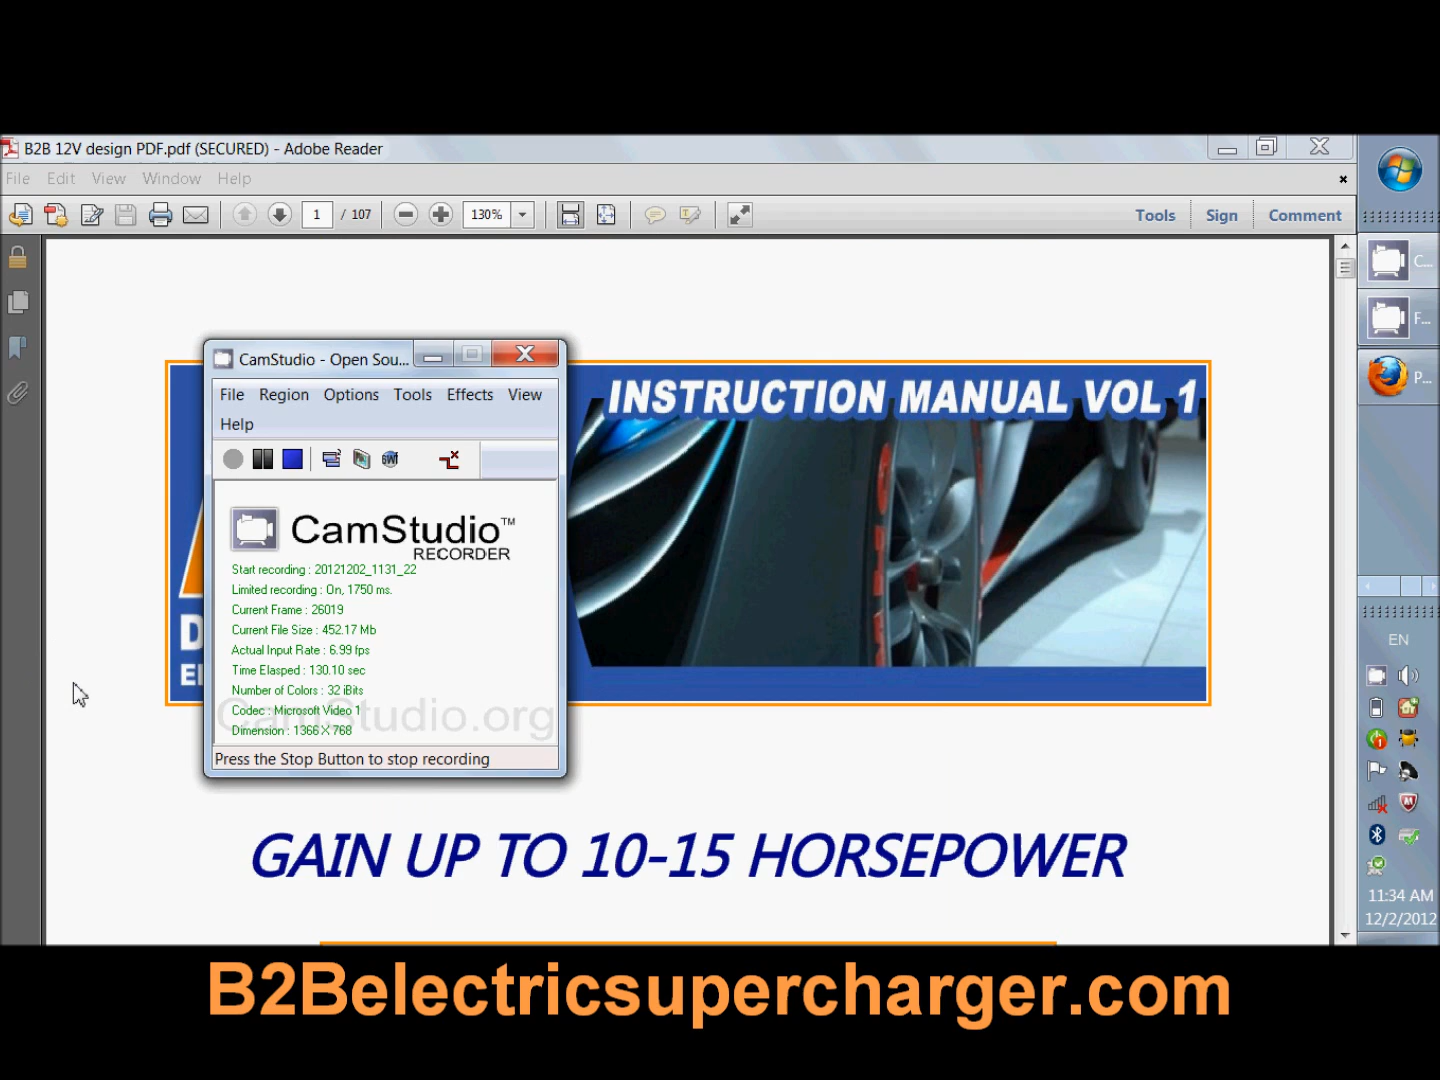 B2B 12V design PDF.pdf (SECURED) - Adobe Reader
File Edit View Window Help
1 / 107 130% Tools Sign Comment
C...
F...
P...
INSTRUCTION MANUAL VOL 1
CamStudio - Open Sou...
File Region Options Tools Effects View
Help
CamStudio™
RECORDER
Start recording : 20121202_1131_22
Limited recording : On, 1750 ms.
Current Frame : 26019
Current File Size : 452.17 Mb
Actual Input Rate : 6.99 fps
Time Elasped : 130.10 sec
Number of Colors : 32 iBits
Codec : Microsoft Video 1
Dimension : 1366 X 768
CamStudio.org
Press the Stop Button to stop recording
EN
11:34 AM
12/2/2012
GAIN UP TO 10-15 HORSEPOWER
B2Belectricsupercharger.com